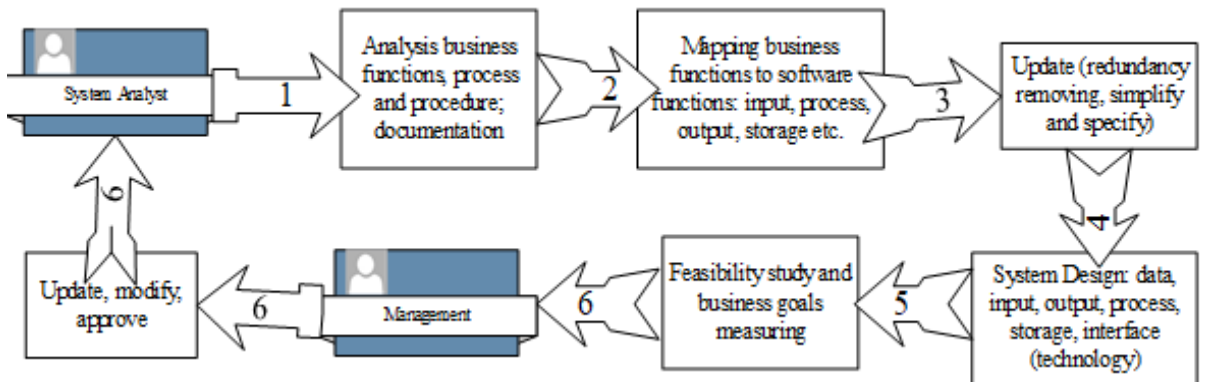 System Analyst
1
Analysis business
functions, process
and procedure;
documentation
2
Mapping business
functions to software
functions: input, process,
output, storage etc.
3
Update (redundancy
removing, simplify
and specify)
4
System Design: data,
input, output, process,
storage, interface
(technology)
5
Feasibility study and
business goals
measuring
6
Management
6
Update, modify,
approve
6